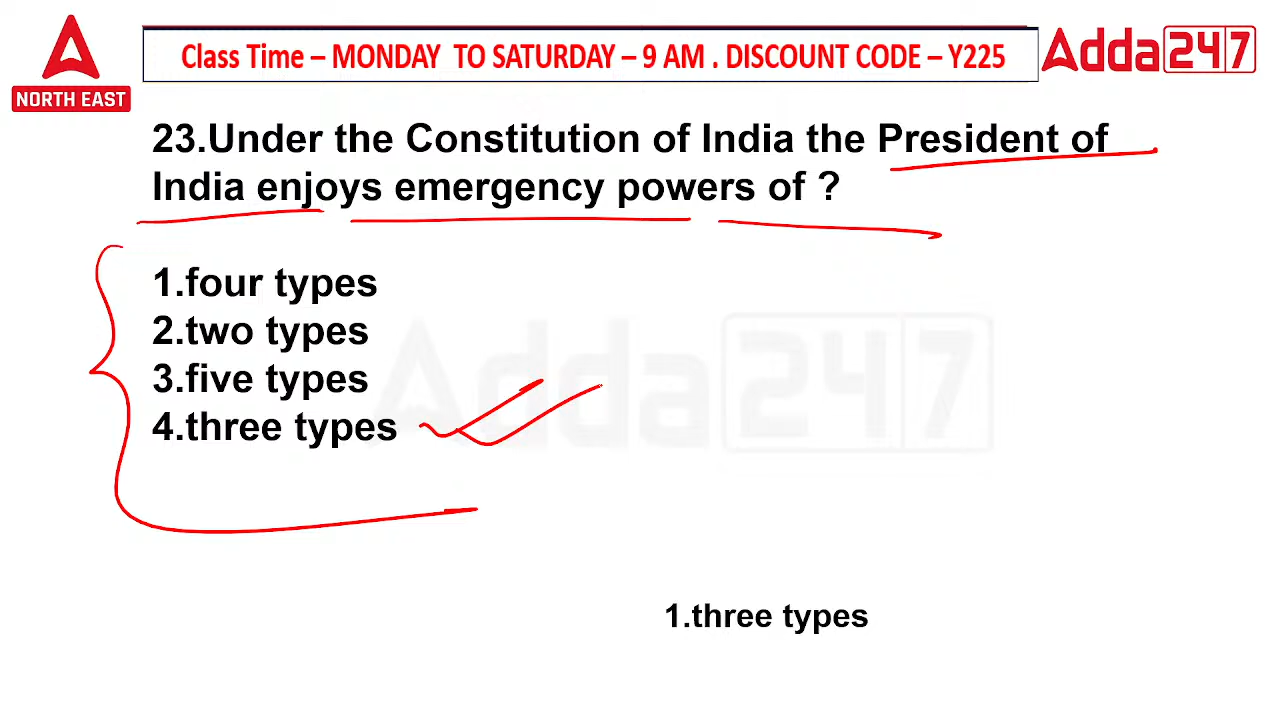 Class Time – MONDAY TO SATURDAY – 9 AM . DISCOUNT CODE – Y225
Adda247
NORTH EAST
23.Under the Constitution of India the President of
India enjoys emergency powers of ?
1.four types
2.two types
3.five types
4.three types
Adda247
1.three types